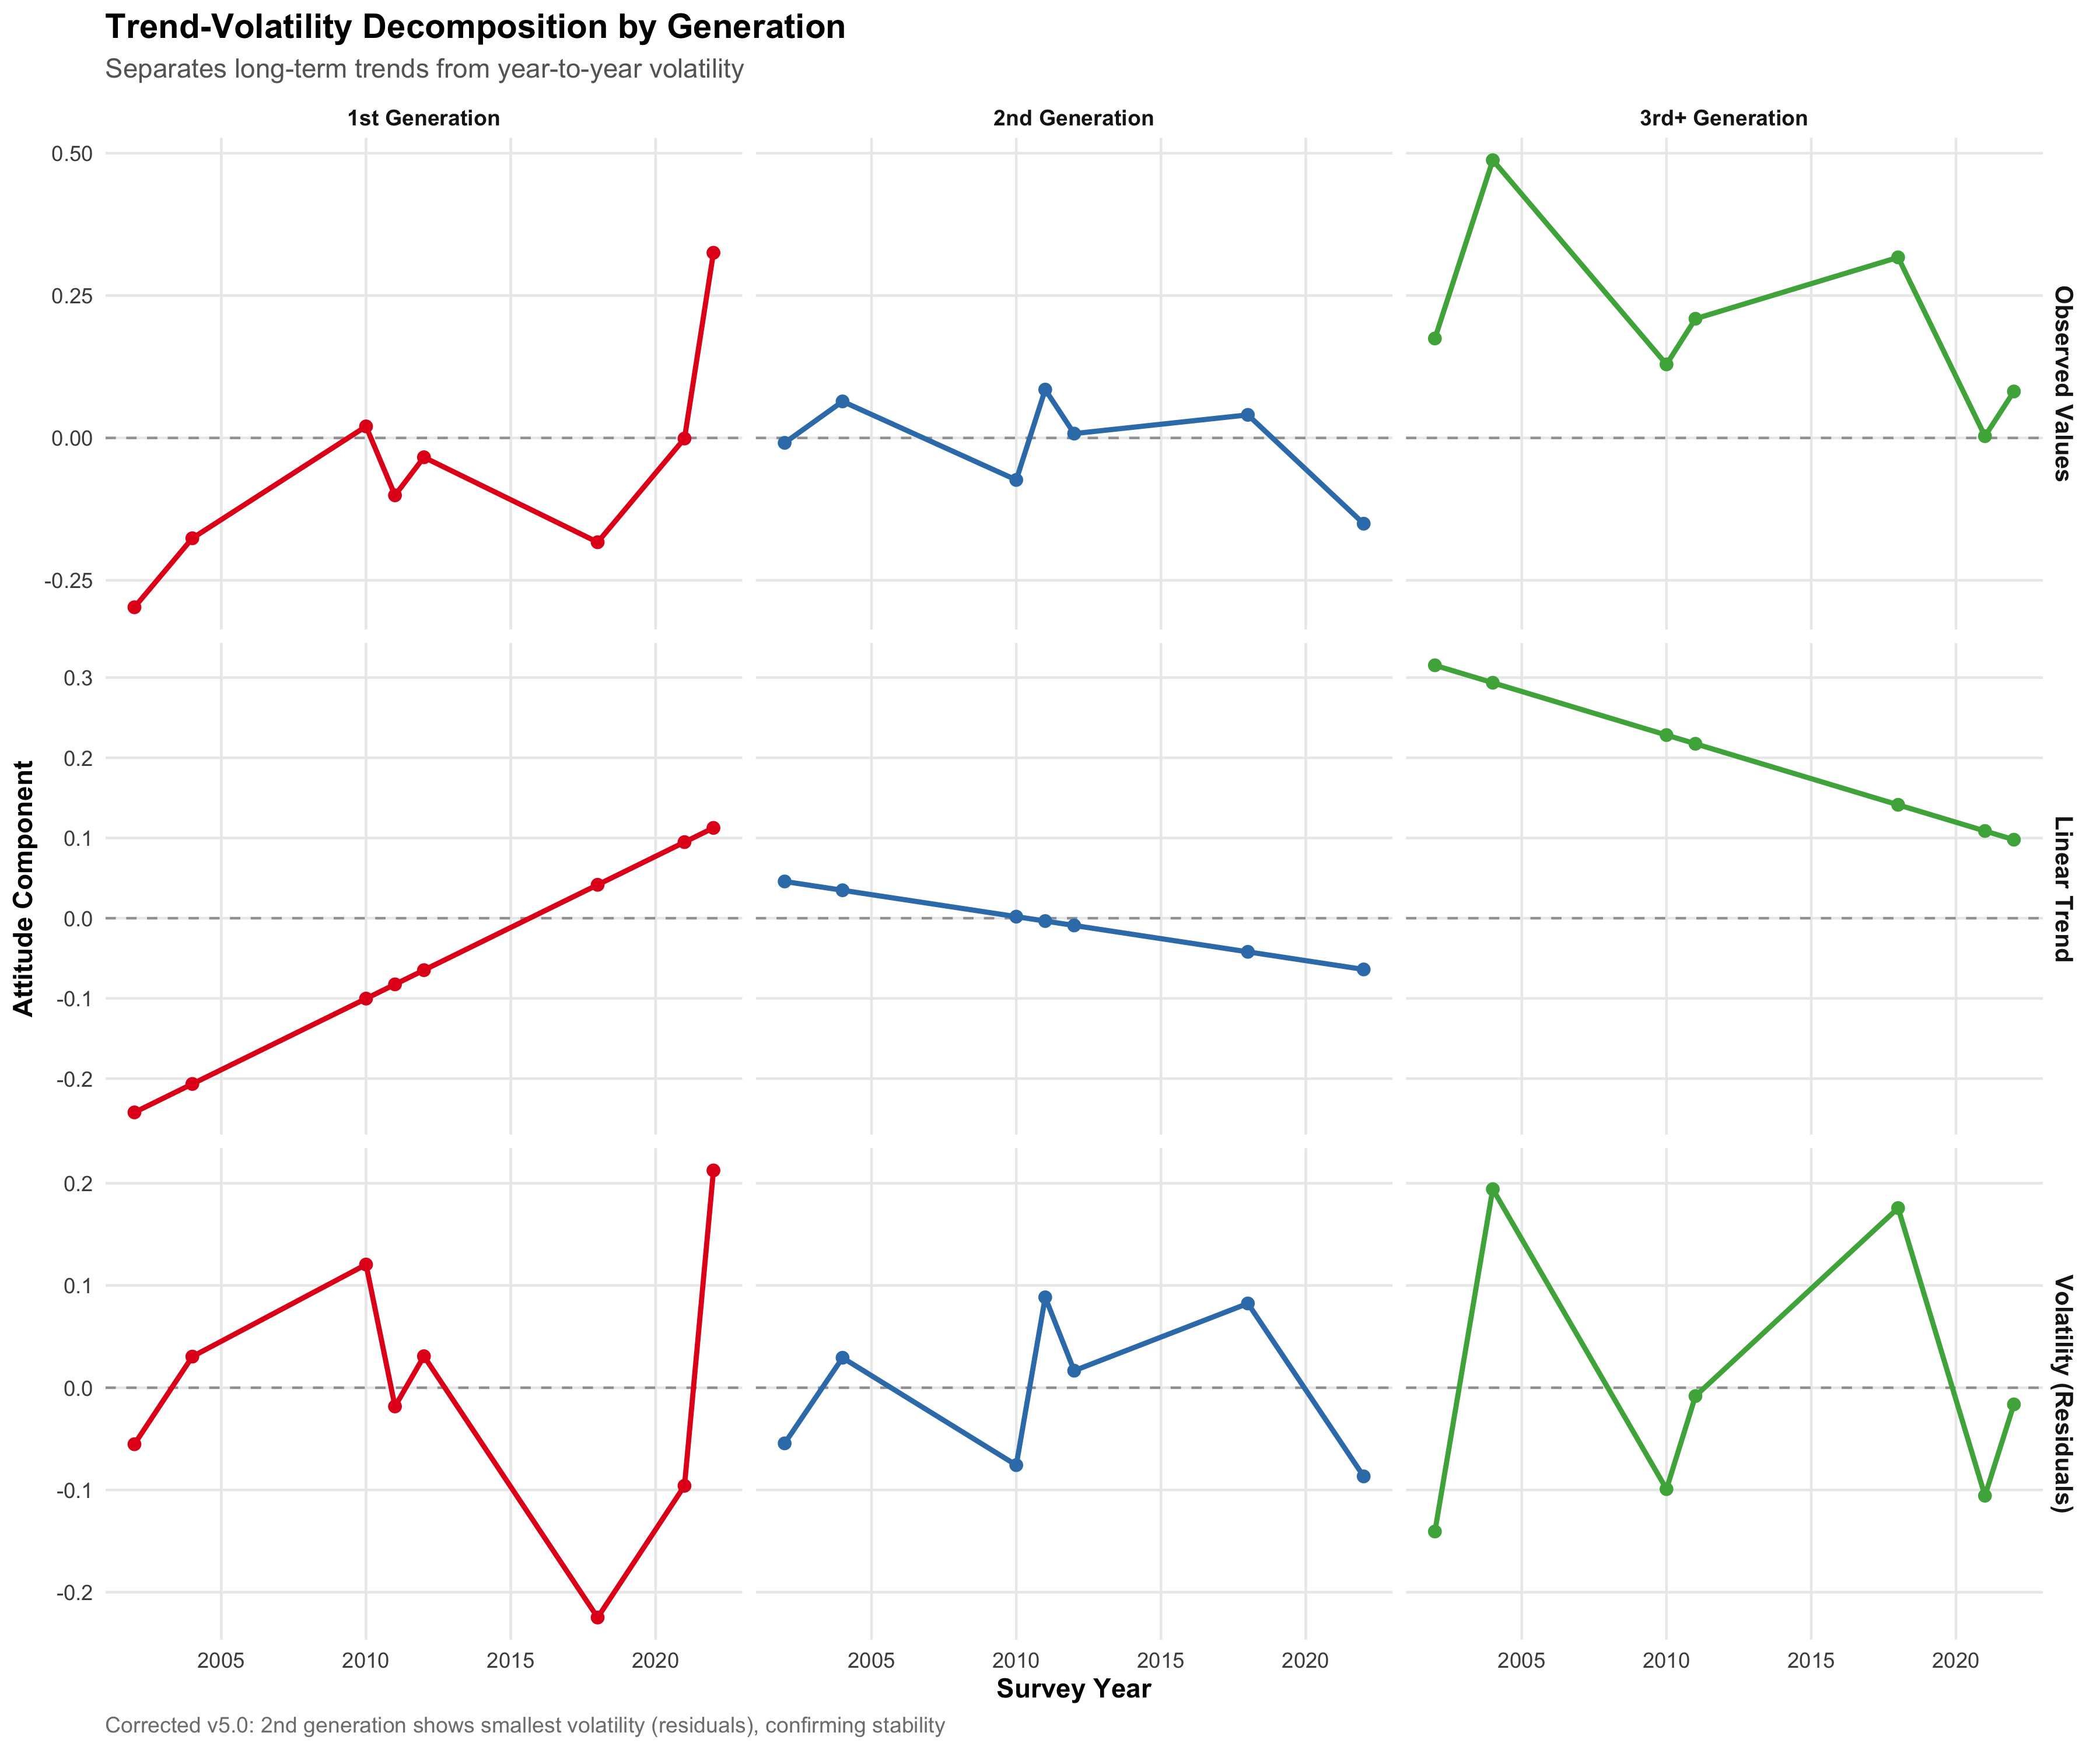 Trend-Volatility Decomposition by Generation
Separates long-term trends from year-to-year volatility
1st Generation
2nd Generation
3rd+ Generation
0.50
0.25
0.00
-0.25
Observed Values
0.3
0.2
0.1
0.0
-0.1
-0.2
Linear Trend
Attitude Component
0.2
0.1
0.0
-0.1
-0.2
Volatility (Residuals)
2005
2010
2015
2020
2005
2010
2015
2020
2005
2010
2015
2020
Survey Year
Corrected v5.0: 2nd generation shows smallest volatility (residuals), confirming stability